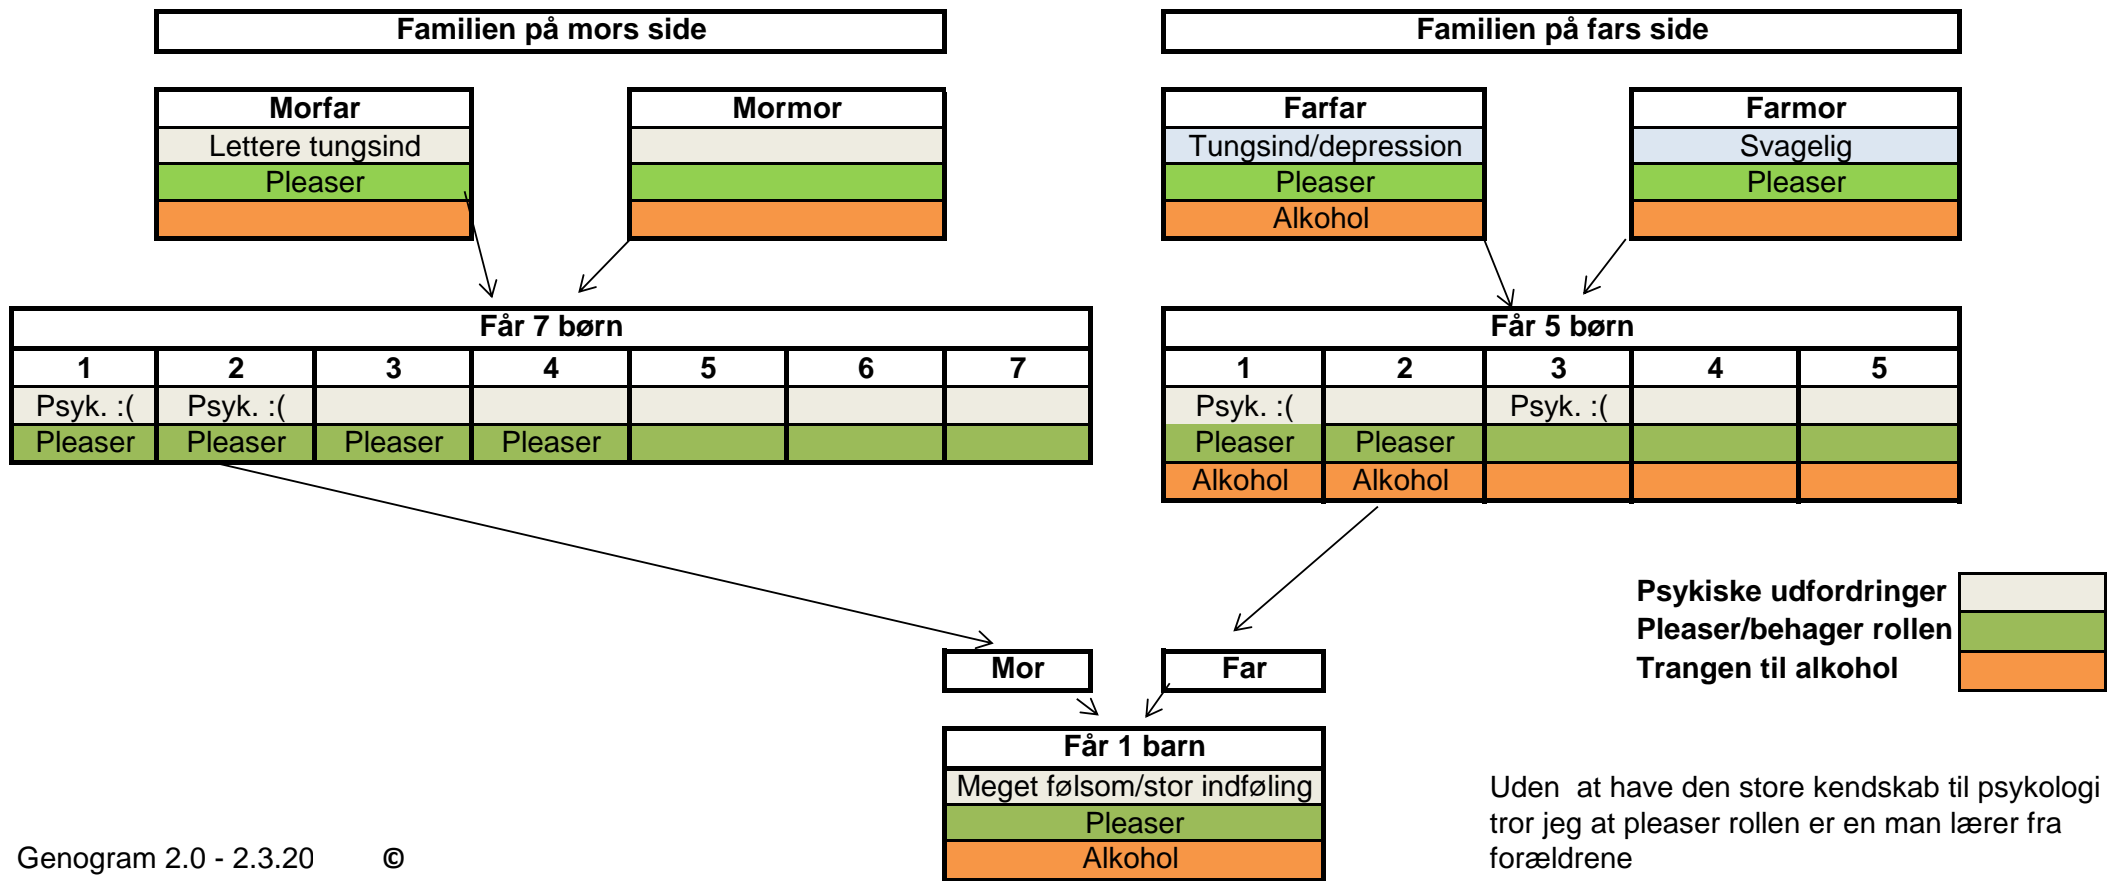 Familien på mors side
Familien på fars side
Morfar
Mormor
Farfar
Farmor
Lettere tungsind
Tungsind/depression
Svagelig
Pleaser
Pleaser
Pleaser
Alkohol
Får 7 børn
Får 5 børn
1 2 3 4 5 6 7
1 2 3 4 5
Psyk. :( Psyk. :(
Psyk. :( Psyk. :(
Pleaser Pleaser Pleaser Pleaser
Pleaser Pleaser
Alkohol Alkohol
Psykiske udfordringer
Pleaser/behager rollen
Trangen til alkohol
Mor
Far
Får 1 barn
Meget følsom/stor indføling
Pleaser
Alkohol
Uden at have den store kendskab til psykologi
tror jeg at pleaser rollen er en man lærer fra
forældrene
Genogram 2.0 - 2.3.20 ©